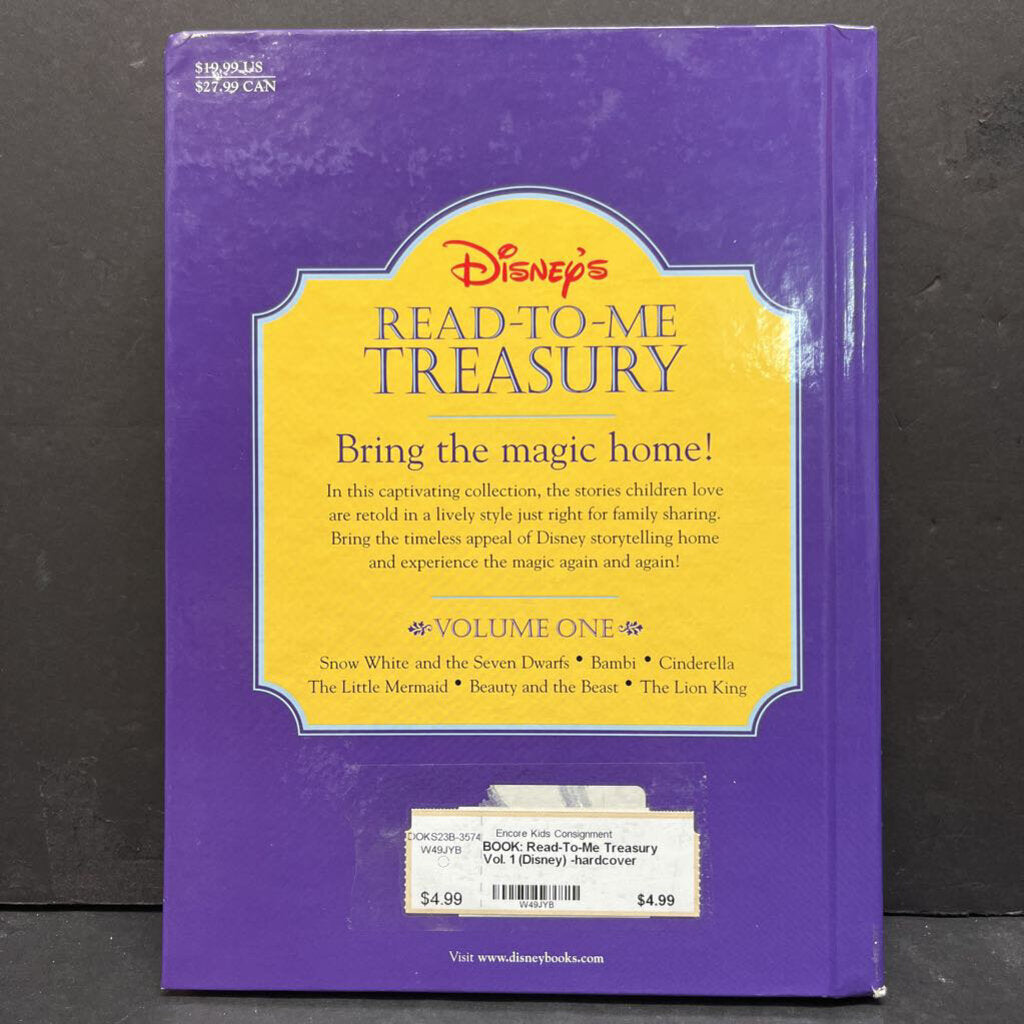 $19.99 US
$27.99 CAN
Disney's
READ-TO-ME
TREASURY
Bring the magic home!
In this captivating collection, the stories children love
are retold in a lively style just right for family sharing.
Bring the timeless appeal of Disney storytelling home
and experience the magic again and again!
VOLUME ONE
Snow White and the Seven Dwarfs • Bambi • Cinderella
The Little Mermaid • Beauty and the Beast • The Lion King
OOKS23B-3574
W49JYB
$4.99
Encore Kids Consignment
BOOK: Read-To-Me Treasury
Vol. 1 (Disney) -hardcover
W49JYB
$4.99
Visit www.disneybooks.com